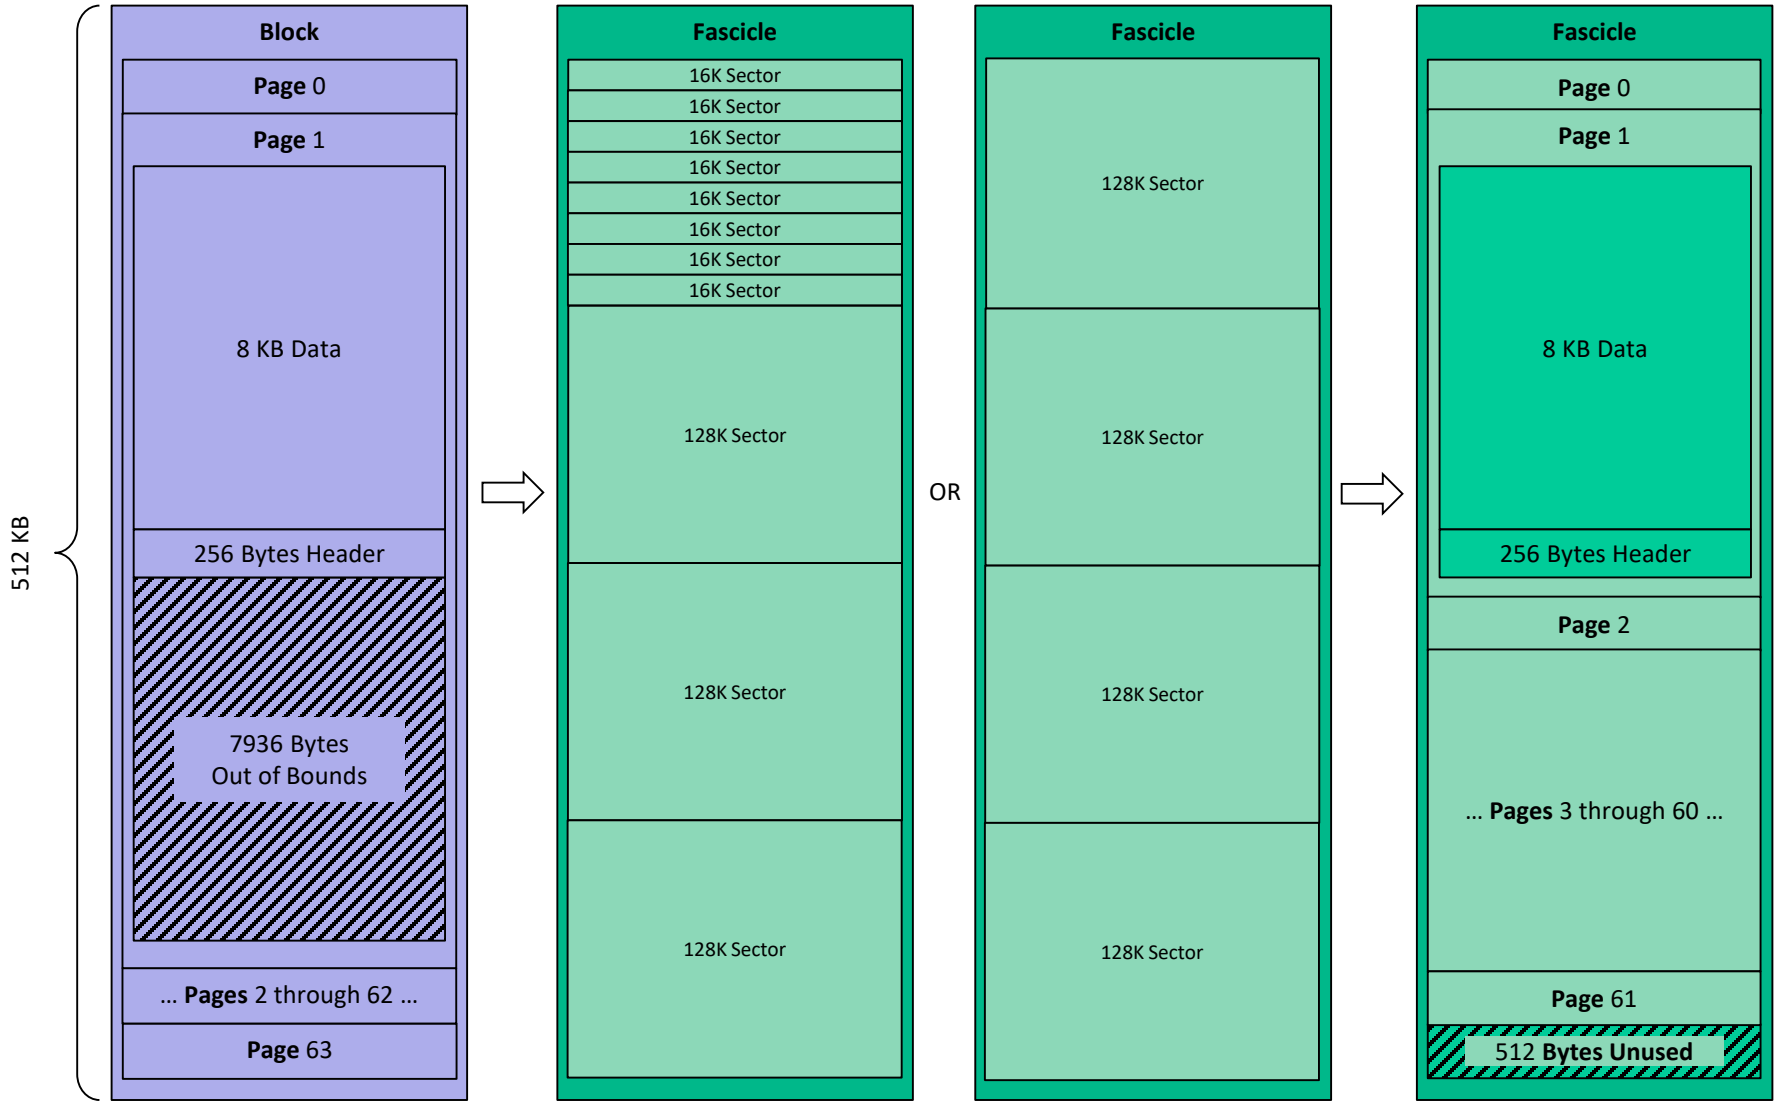 512 KB
Block
Page 0
Page 1
8 KB Data
256 Bytes Header
7936 Bytes
Out of Bounds
... Pages 2 through 62 ...
Page 63
Fascicle
16K Sector
16K Sector
16K Sector
16K Sector
16K Sector
16K Sector
16K Sector
16K Sector
128K Sector
128K Sector
128K Sector
OR
Fascicle
128K Sector
128K Sector
128K Sector
128K Sector
Fascicle
Page 0
Page 1
8 KB Data
256 Bytes Header
Page 2
... Pages 3 through 60 ...
Page 61
512 Bytes Unused